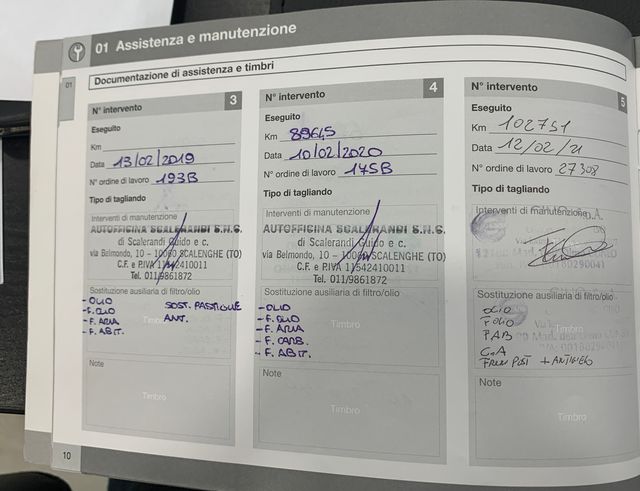 01 Assistenza e manutenzione
01
Documentazione di assistenza e timbri
N° intervento 3
Eseguito
Km
Data 13/02/2019
N° ordine di lavoro 193B
Tipo di tagliando
Interventi di manutenzione
AUTOFFICINA SCALERANDI S.N.C.
di Scalerandi Guido e c.
via Belmondo, 10 - 10060 SCALENGHE (TO)
C.F. e P.IVA 11542410011
Tel. 011/9861872
Sostituzione ausiliaria di filtro/olio
- OLIO SOST. PASTIGLIE
- F. OLIO ANT.
- F. ARIA
- F. ABIT.
Timbro
Note
Timbro
10
N° intervento 4
Eseguito
Km 89645
Data 10/02/2020
N° ordine di lavoro 175B
Tipo di tagliando
Interventi di manutenzione
AUTOFFICINA SCALERANDI S.N.C.
di Scalerandi Guido e c.
via Belmondo, 10 - 10060 SCALENGHE (TO)
C.F. e P.IVA 11542410011
Tel. 011/9861872
Sostituzione ausiliaria di filtro/olio
- OLIO
- F. OLIO
- F. ARIA
- F. CARB.
- F. ABIT.
Timbro
Note
Timbro
N° intervento 5
Eseguito
Km 102751
Data 12/02/21
N° ordine di lavoro 27308
Tipo di tagliando
Interventi di manutenzione
Sostituzione ausiliaria di filtro/olio
OLIO
FOLIO
FAB
Timbro
FRENI POST + ANTIGELO
Note
Timbro